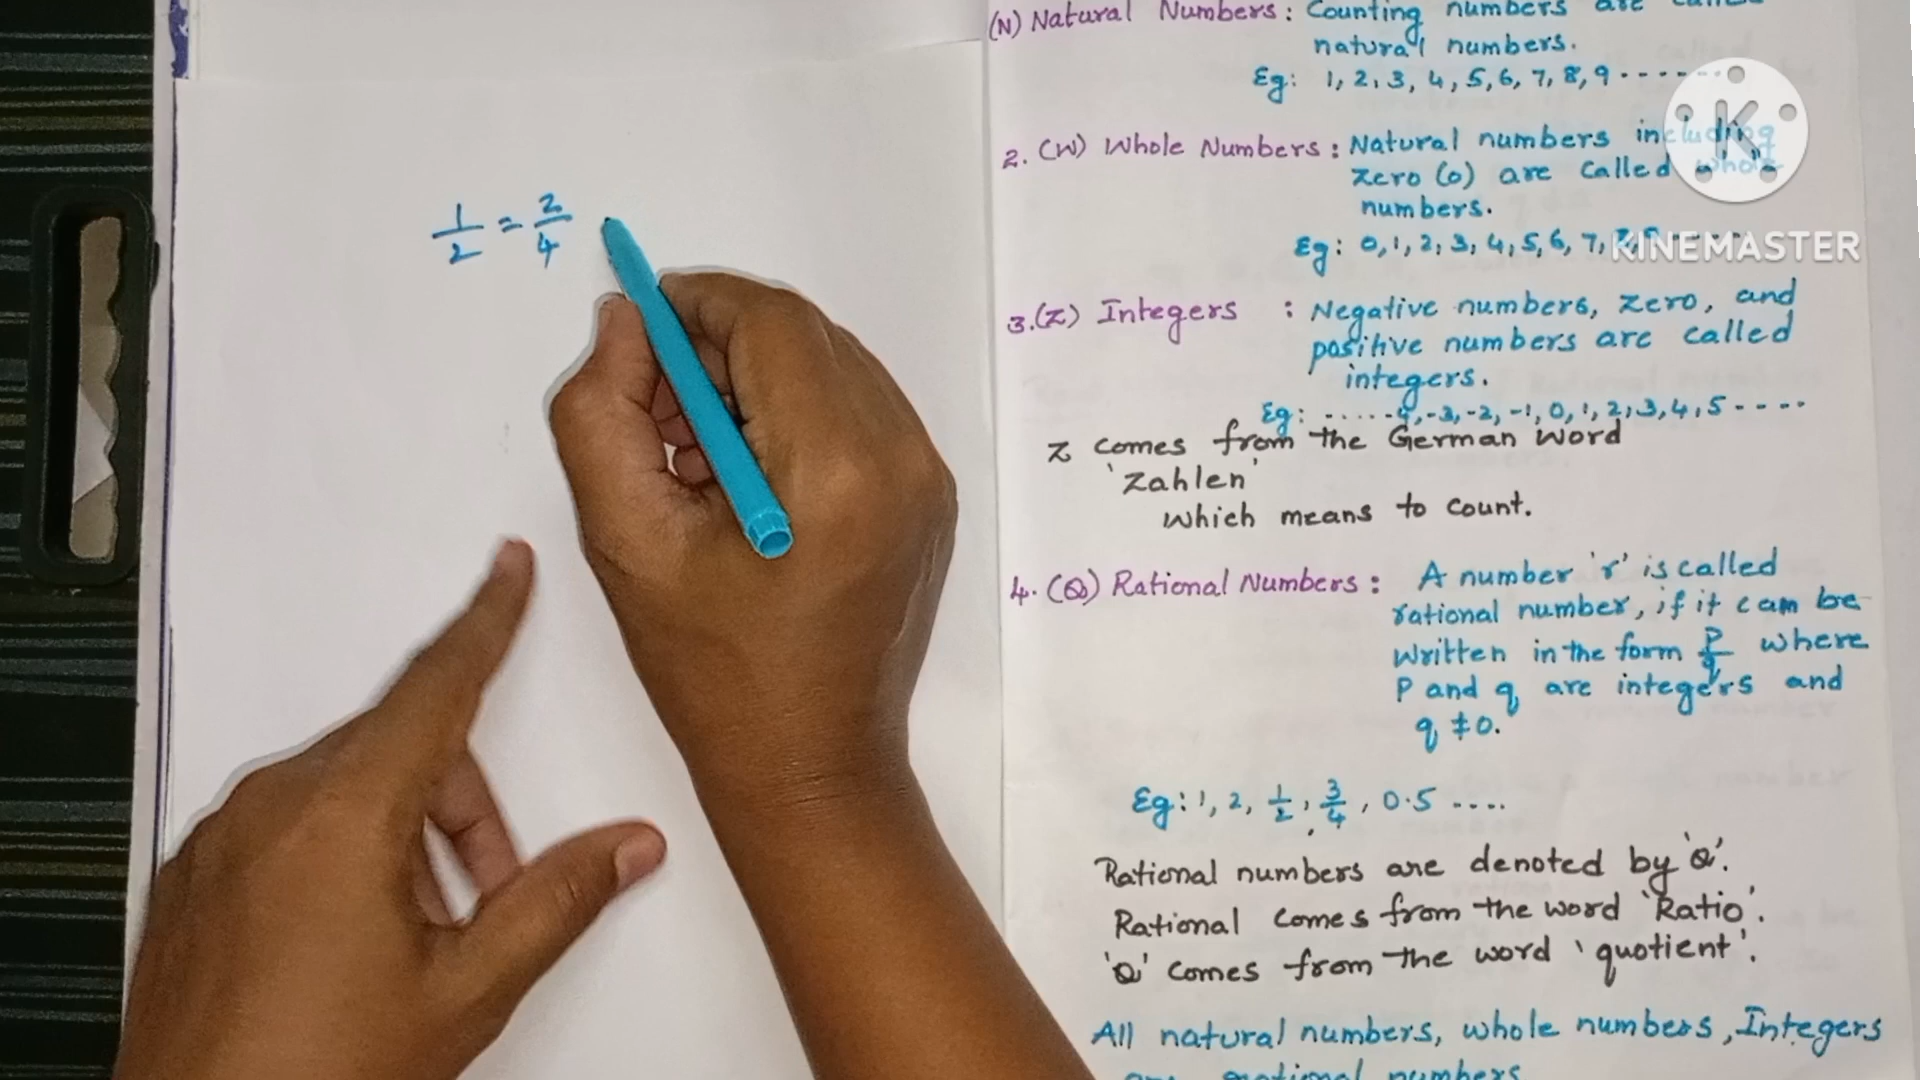 1/2 = 2/4
(N) Natural Numbers : Counting numbers are called
natural numbers.
Eg: 1, 2, 3, 4, 5, 6, 7, 8, 9 .......
2. (W) Whole Numbers : Natural numbers including
zero (0) are called whole
numbers.
Eg: 0, 1, 2, 3, 4, 5, 6, 7,
K
KINEMASTER
3. (Z) Integers : Negative numbers, zero, and
positive numbers are called
integers.
Eg: ..... -4, -3, -2, -1, 0, 1, 2, 3, 4, 5 ....
Z comes from the German word
'Zahlen'
which means to count.
4. (Q) Rational Numbers : A number 'r' is called
rational number, if it can be
written in the form P/q where
P and q are integers and
q ≠ 0.
Eg: 1, 2, 1/2, 3/4, 0.5 ....
Rational numbers are denoted by 'Q'.
Rational comes from the word 'Ratio'.
'Q' comes from the word 'quotient'.
All natural numbers, whole numbers, Integers
are rational numbers